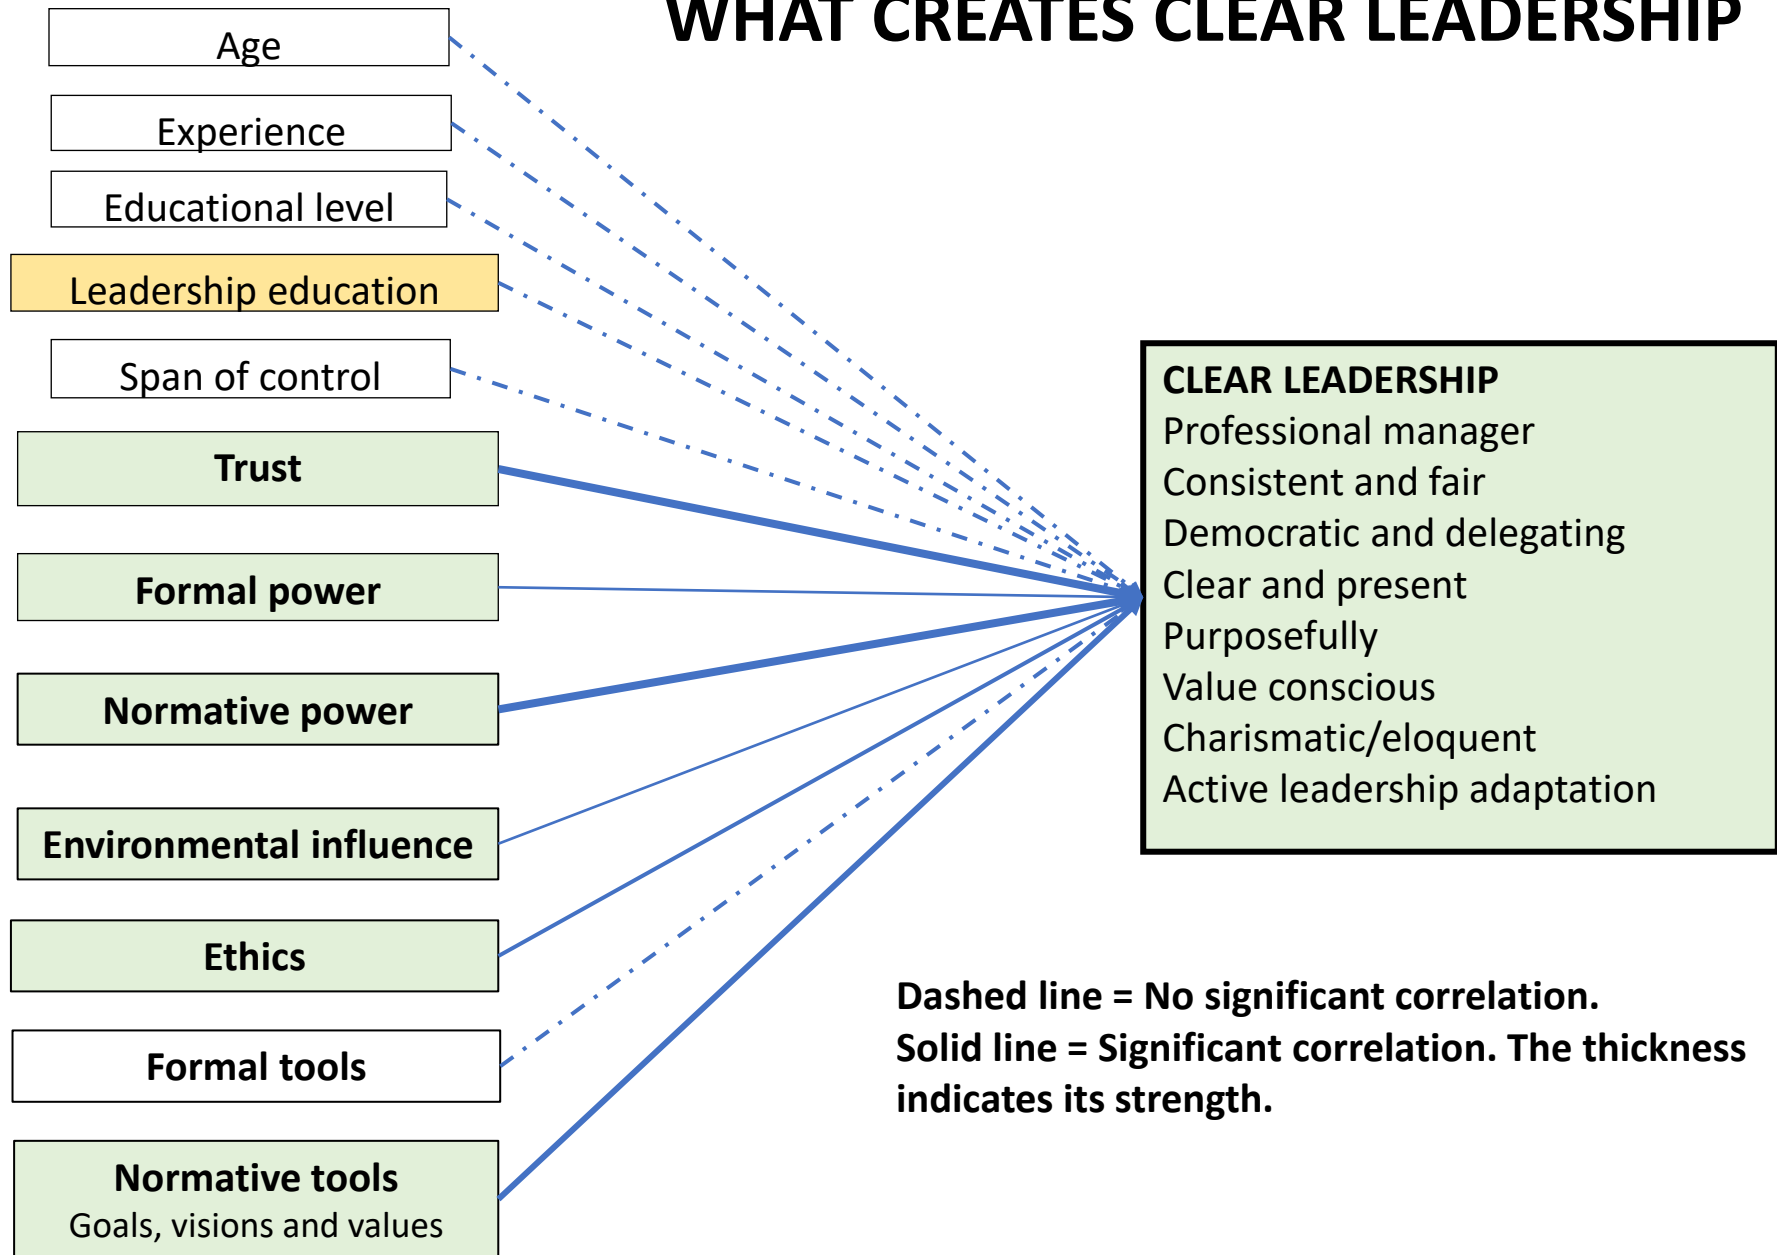 WHAT CREATES CLEAR LEADERSHIP
Age
Experience
Educational level
Leadership education
Span of control
Trust
Formal power
Normative power
Environmental influence
Ethics
Formal tools
Normative tools
Goals, visions and values
CLEAR LEADERSHIP
Professional manager
Consistent and fair
Democratic and delegating
Clear and present
Purposefully
Value conscious
Charismatic/eloquent
Active leadership adaptation
Dashed line = No significant correlation.
Solid line = Significant correlation. The thickness
indicates its strength.